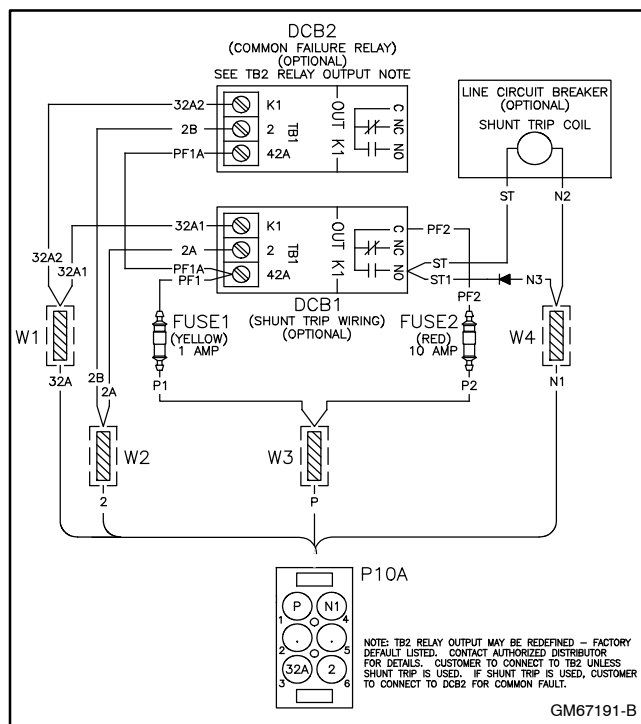 DCB2
(COMMON FAILURE RELAY)
(OPTIONAL)
SEE TB2 RELAY OUTPUT NOTE
32A2
K1
2B
2
PF1A
42A
TB1
OUT K1
C
NC
NO
LINE CIRCUIT BREAKER
(OPTIONAL)
SHUNT TRIP COIL
ST
N2
32A1
K1
2A
2
PF1A
PF1
42A
TB1
OUT K1
C
NC
NO
PF2
ST
ST1
N3
PF2
32A2
32A1
DCB1
(SHUNT TRIP WIRING)
(OPTIONAL)
FUSE1
(YELLOW)
1 AMP
FUSE2
(RED)
10 AMP
W1
W4
32A
2B
2A
P1
P2
N1
W2
W3
2
P
P10A
P
N1
1
4
.
.
2
5
32A
2
3
6
NOTE: TB2 RELAY OUTPUT MAY BE REDEFINED – FACTORY
DEFAULT LISTED. CONTACT AUTHORIZED DISTRIBUTOR
FOR DETAILS. CUSTOMER TO CONNECT TO TB2 UNLESS
SHUNT TRIP IS USED. IF SHUNT TRIP IS USED, CUSTOMER
TO CONNECT TO DCB2 FOR COMMON FAULT.
GM67191-B